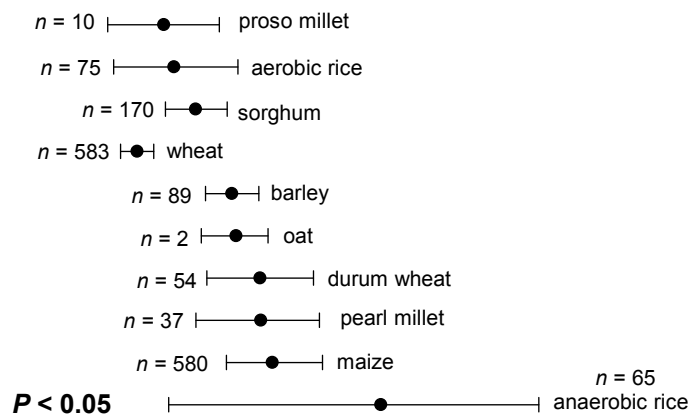 n = 10 proso millet
n = 75 aerobic rice
n = 170 sorghum
n = 583 wheat
n = 89 barley
n = 2 oat
n = 54 durum wheat
n = 37 pearl millet
n = 580 maize
n = 65
P < 0.05 anaerobic rice